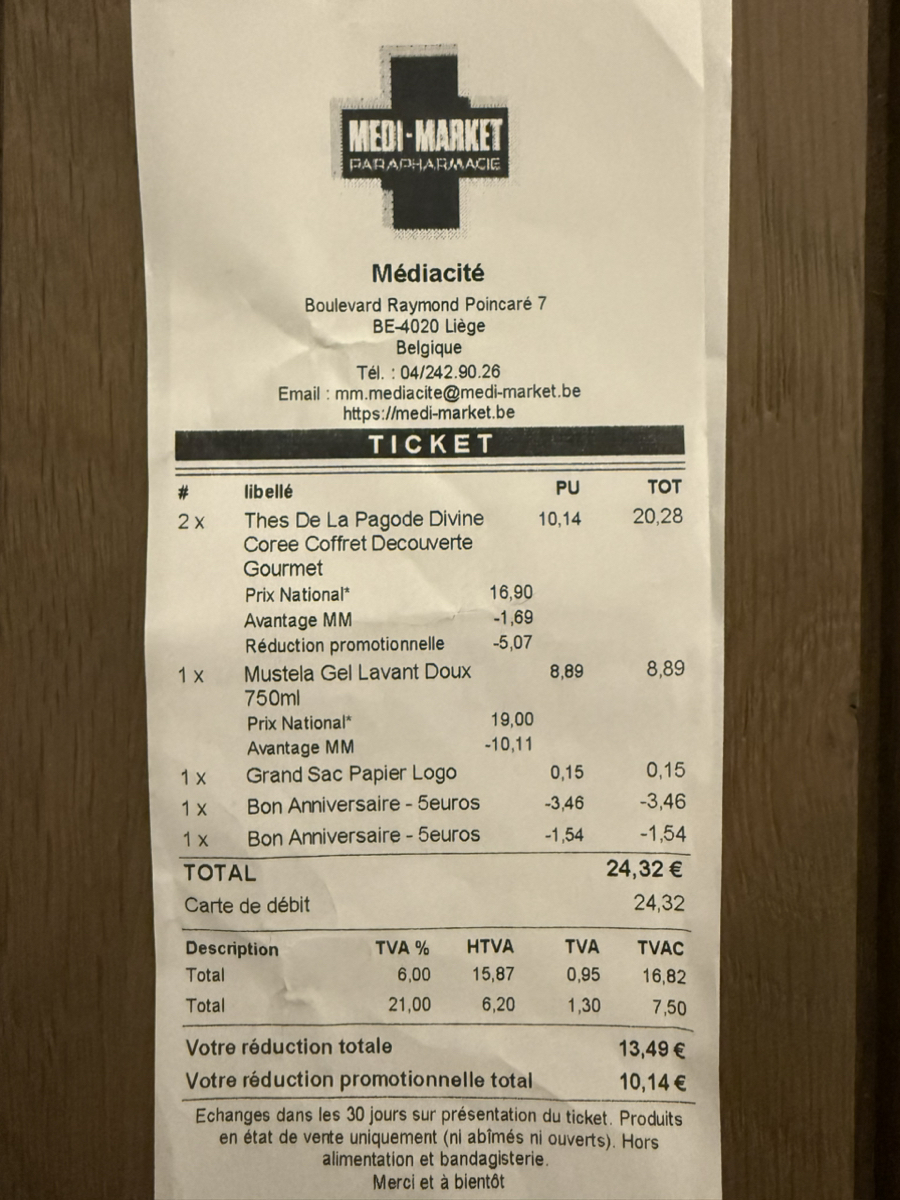 MEDI-MARKET
PARAPHARMACIE
Médiacité
Boulevard Raymond Poincaré 7
BE-4020 Liège
Belgique
Tél. : 04/242.90.26
Email : mm.mediacite@medi-market.be
https://medi-market.be
TICKET
# libellé PU TOT
2 x Thes De La Pagode Divine 10,14 20,28
Coree Coffret Decouverte
Gourmet
Prix National* 16,90
Avantage MM -1,69
Réduction promotionnelle -5,07
1 x Mustela Gel Lavant Doux 8,89 8,89
750ml
Prix National* 19,00
Avantage MM -10,11
1 x Grand Sac Papier Logo 0,15 0,15
1 x Bon Anniversaire - 5euros -3,46 -3,46
1 x Bon Anniversaire - 5euros -1,54 -1,54
TOTAL 24,32 €
Carte de débit 24,32
Description TVA % HTVA TVA TVAC
Total 6,00 15,87 0,95 16,82
Total 21,00 6,20 1,30 7,50
Votre réduction totale 13,49 €
Votre réduction promotionnelle total 10,14 €
Echanges dans les 30 jours sur présentation du ticket. Produits
en état de vente uniquement (ni abîmés ni ouverts). Hors
alimentation et bandagisterie.
Merci et à bientôt